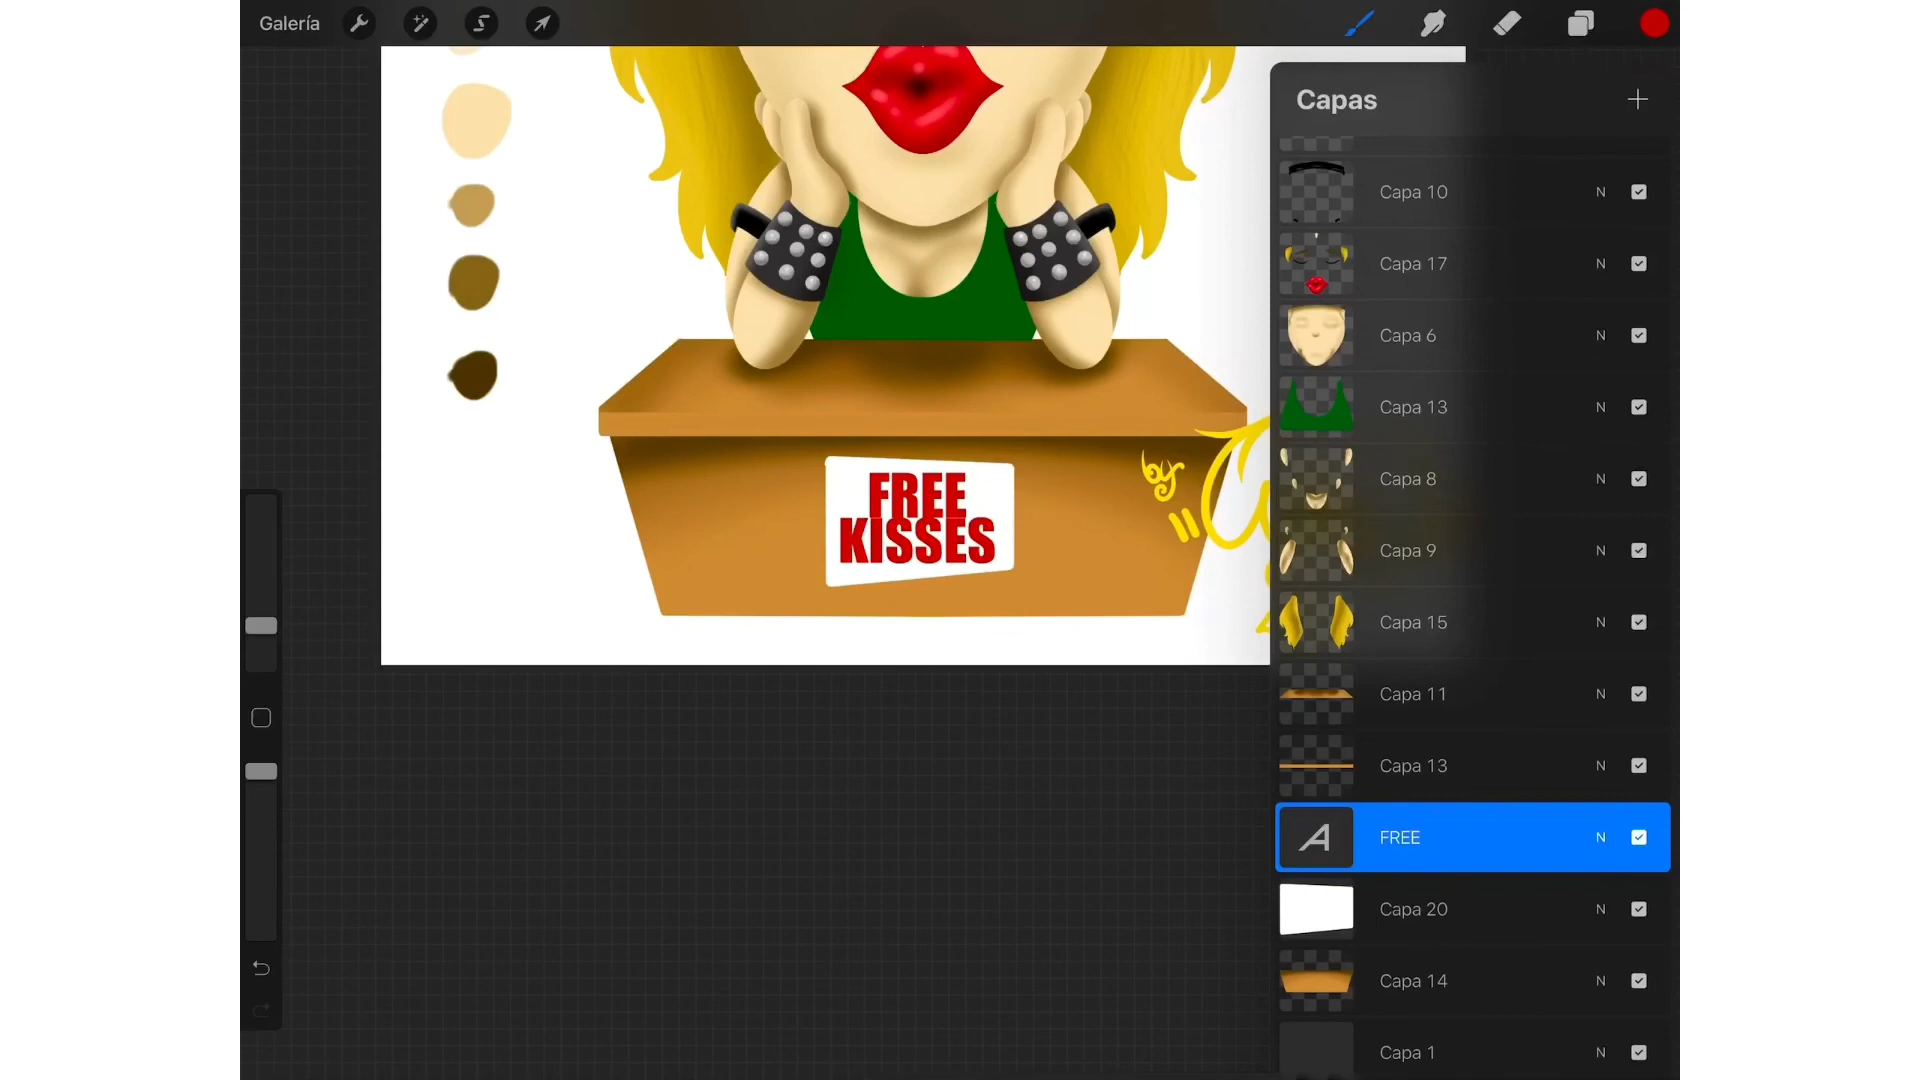 Galería
Capas
Capa 10 N
Capa 17 N
Capa 6 N
Capa 13 N
Capa 8 N
Capa 9 N
Capa 15 N
Capa 11 N
Capa 13 N
FREE N
Capa 20 N
Capa 14 N
Capa 1 N
FREE
KISSES
by